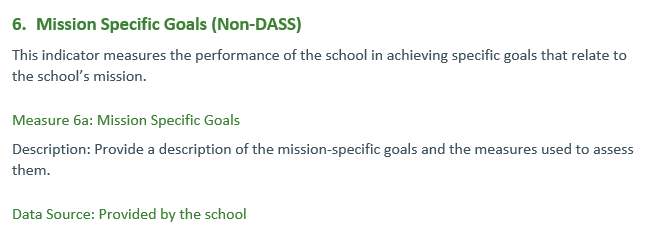 6. Mission Specific Goals (Non-DASS)
This indicator measures the performance of the school in achieving specific goals that relate to
the school’s mission.
Measure 6a: Mission Specific Goals
Description: Provide a description of the mission-specific goals and the measures used to assess
them.
Data Source: Provided by the school